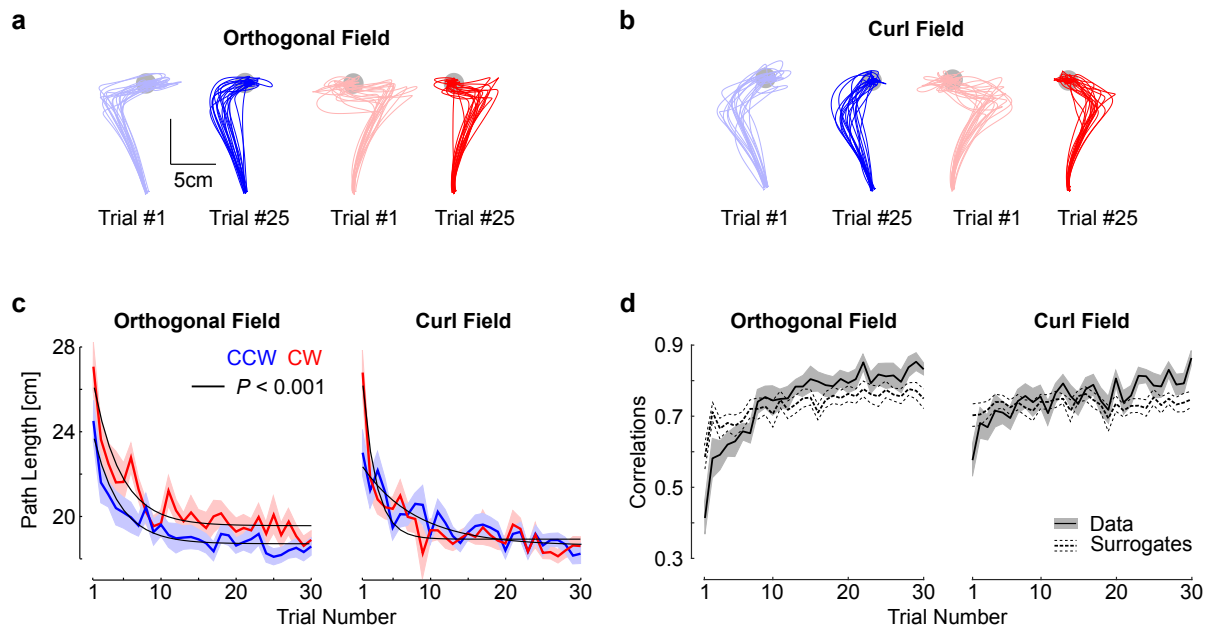 a
Orthogonal Field
5cm
Trial #1 Trial #25 Trial #1 Trial #25
b
Curl Field
Trial #1 Trial #25 Trial #1 Trial #25
c
Orthogonal Field Curl Field
CCW CW
P < 0.001
Path Length [cm]
28
24
20
1 10 20 30 1 10 20 30
Trial Number
d
Orthogonal Field Curl Field
Correlations
0.9
0.7
0.5
0.3
Data
Surrogates
1 10 20 30 1 10 20 30
Trial Number